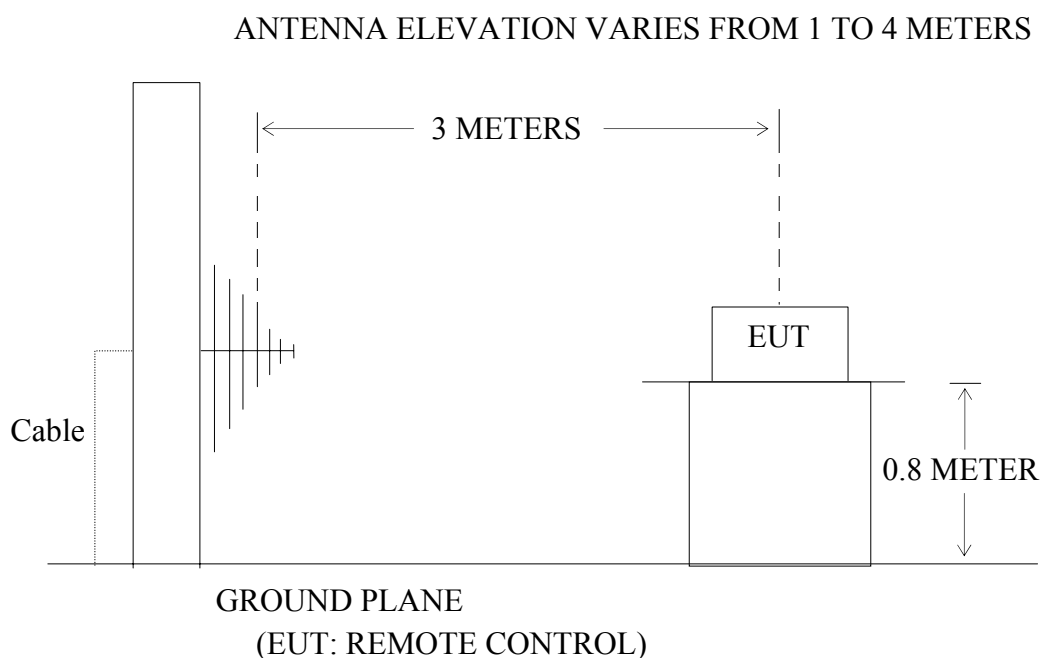 ANTENNA ELEVATION VARIES FROM 1 TO 4 METERS
3 METERS
EUT
Cable
0.8 METER
GROUND PLANE
(EUT: REMOTE CONTROL)